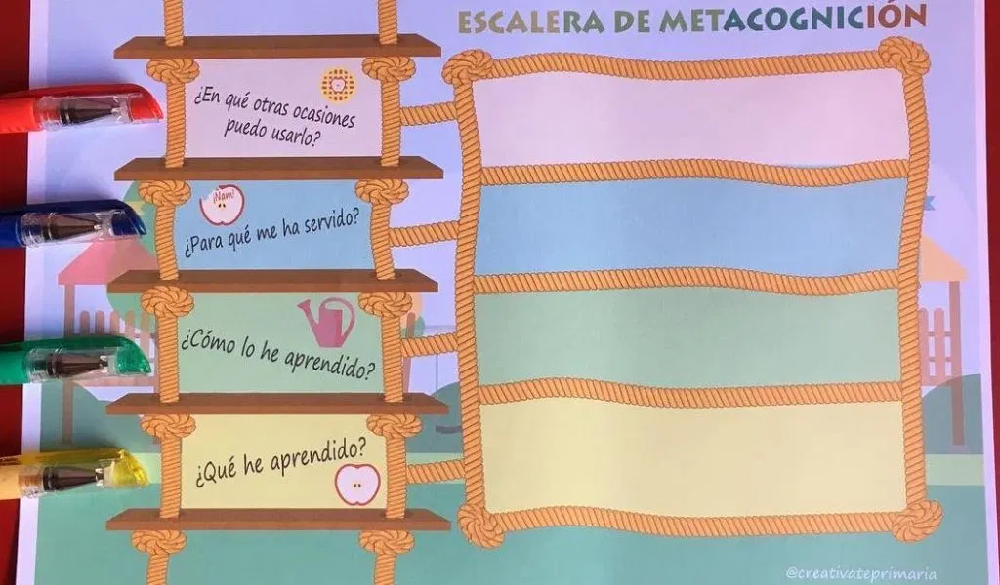 ESCALERA DE METACOGNICIÓN
¿En qué otras ocasiones
puedo usarlo?
¡Ñam!
¿Para qué me ha servido?
¿Cómo lo he aprendido?
¿Qué he aprendido?
@creativateprimaria